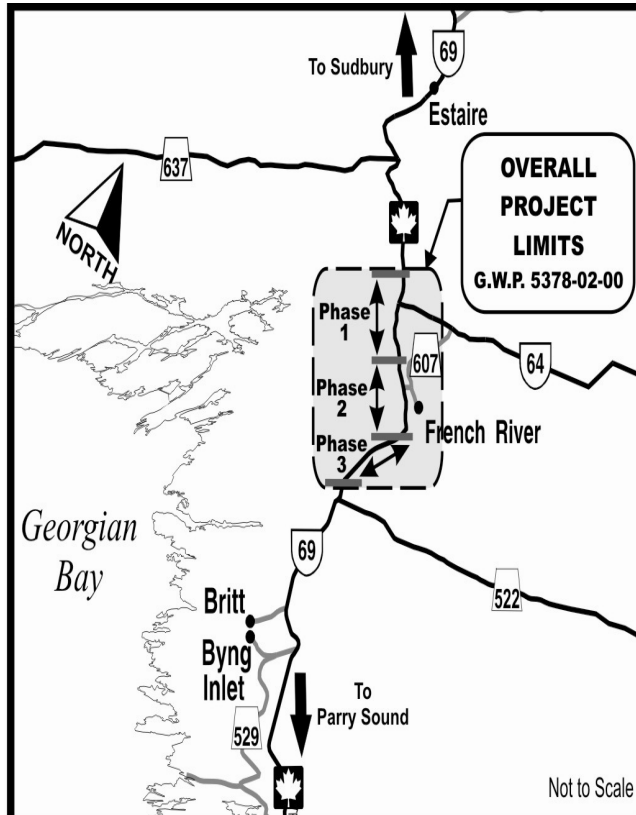 69
To Sudbury
Estaire
637
OVERALL
PROJECT
LIMITS
G.W.P. 5378-02-00
NORTH
Phase
1
607
64
Phase
2
French River
Phase
3
Georgian
Bay
69
522
Britt
Byng
Inlet
To
Parry Sound
529
Not to Scale